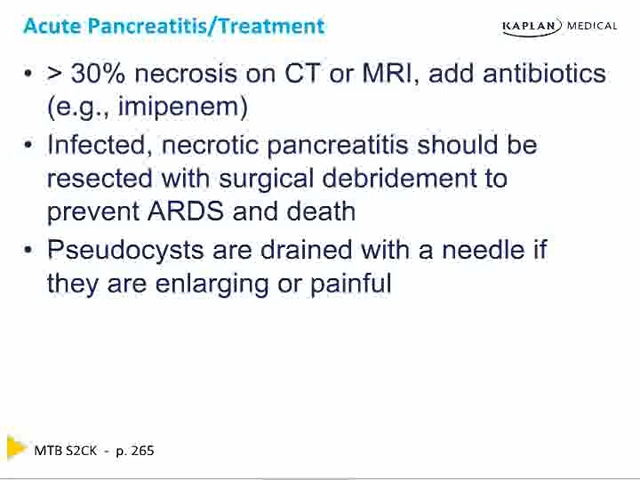 Acute Pancreatitis/Treatment
KAPLAN MEDICAL
• > 30% necrosis on CT or MRI, add antibiotics
(e.g., imipenem)
• Infected, necrotic pancreatitis should be
resected with surgical debridement to
prevent ARDS and death
• Pseudocysts are drained with a needle if
they are enlarging or painful
MTB S2CK - p. 265